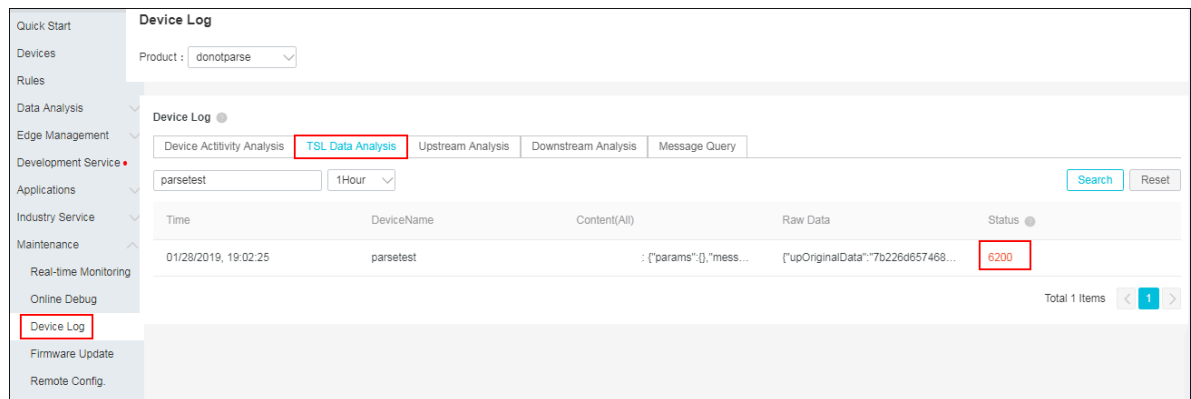 Quick Start
Devices
Rules
Data Analysis
Edge Management
Development Service
Applications
Industry Service
Maintenance
Real-time Monitoring
Online Debug
Device Log
Firmware Update
Remote Config.
Device Log
Product : donotparse
Device Log
Device Actitivity Analysis TSL Data Analysis Upstream Analysis Downstream Analysis Message Query
parsetest 1Hour Search Reset
Time DeviceName Content(All) Raw Data Status
01/28/2019, 19:02:25 parsetest : {"params":{},"mess... {"upOriginalData":"7b226d657468... 6200
Total 1 Items < 1 >